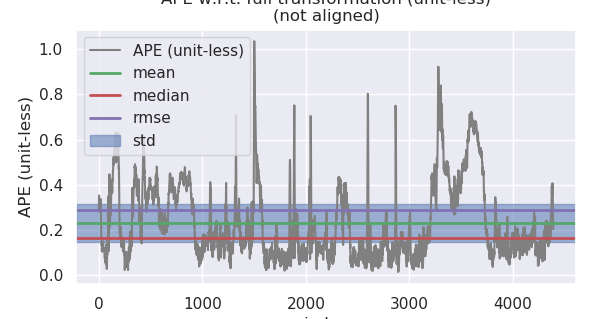 APE w.r.t. full transformation (unit-less)
(not aligned)
APE (unit-less)
mean
median
rmse
std
APE (unit-less)
1.0
0.8
0.6
0.4
0.2
0.0
0 1000 2000 3000 4000